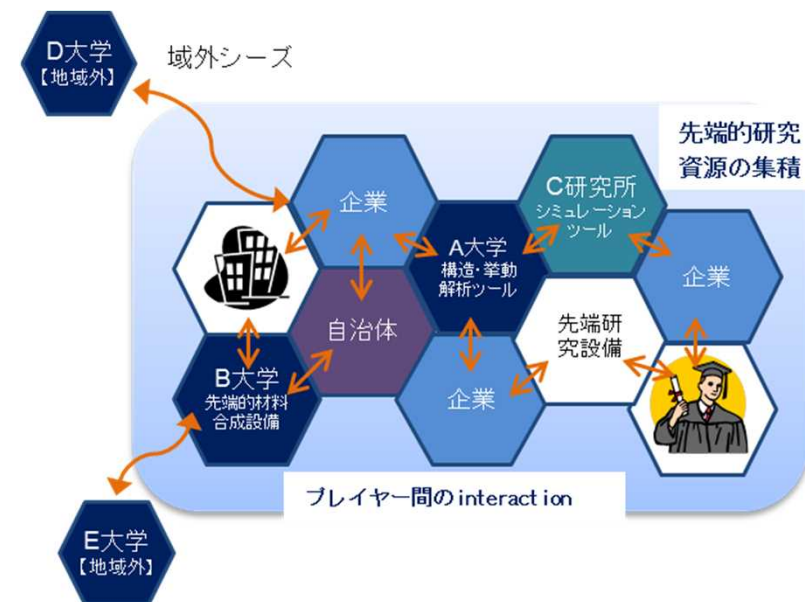 D大学
【地域外】
域外シーズ
先端的研究
資源の集積
企業
C研究所
シミュレーション
ツール
A大学
構造・挙動
解析ツール
企業
自治体
先端研
究設備
B大学
先端的材料
合成設備
企業
プレイヤー間のinteraction
E大学
【地域外】